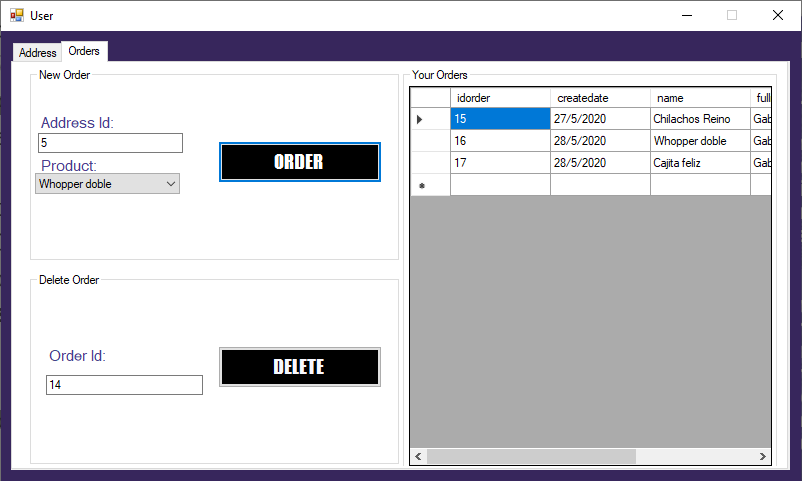 User
Address Orders
New Order
Address Id:
5
Product:
Whopper doble
ORDER
Delete Order
Order Id:
14
DELETE
Your Orders
idorder createdate name full
15 27/5/2020 Chilachos Reino Gab
16 28/5/2020 Whopper doble Gab
17 28/5/2020 Cajita feliz Gab